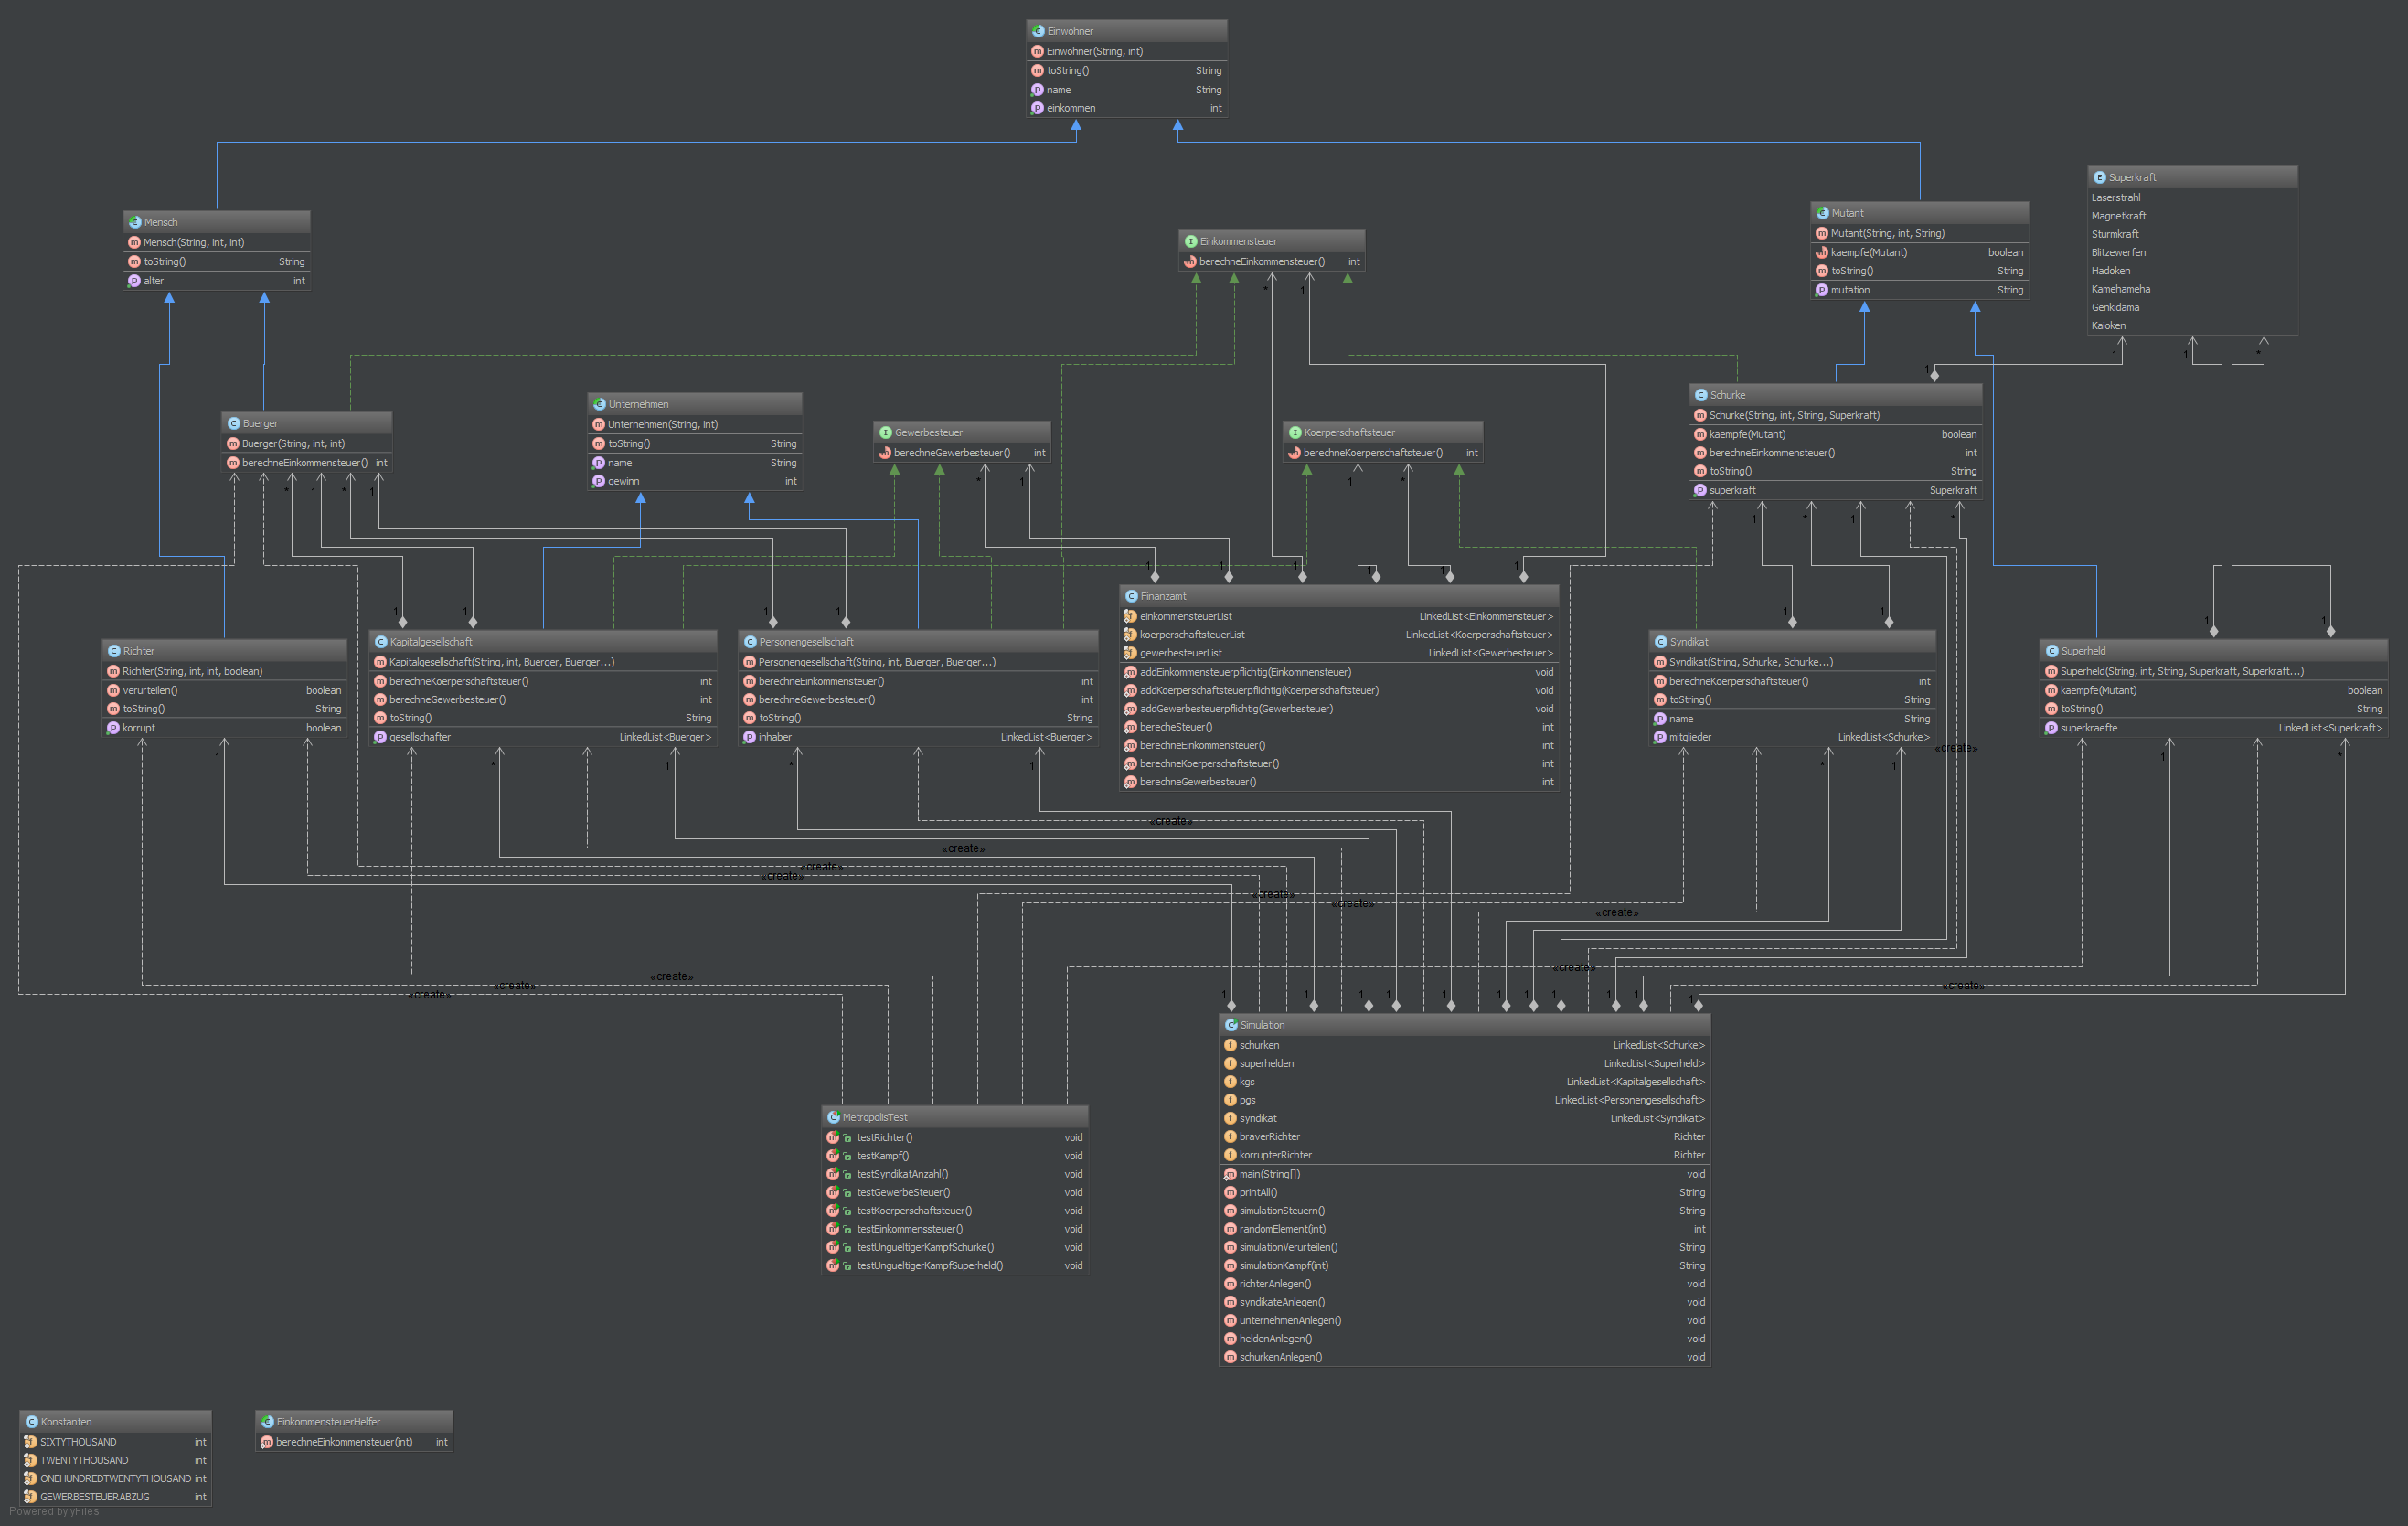 Einwohner
Einwohner(String, int)
toString() String
name String
einkommen int
Superkraft
Laserstrahl
Magnetkraft
Sturmkraft
Blitzewerfen
Hadoken
Kamehameha
Genkidama
Kaioken
Mensch
Mensch(String, int, int)
toString() String
alter int
Einkommensteuer
berechneEinkommensteuer() int
Mutant
Mutant(String, int, String)
kaempfe(Mutant) boolean
toString() String
mutation String
Buerger
Buerger(String, int, int)
berechneEinkommensteuer() int
Unternehmen
Unternehmen(String, int)
toString() String
name String
gewinn int
Gewerbesteuer
berechneGewerbesteuer() int
Koerperschaftsteuer
berechneKoerperschaftsteuer() int
Schurke
Schurke(String, int, String, Superkraft)
kaempfe(Mutant) boolean
berechneEinkommensteuer() int
toString() String
superkraft Superkraft
Richter
Richter(String, int, int, boolean)
verurteilen() boolean
toString() String
korrupt boolean
Kapitalgesellschaft
Kapitalgesellschaft(String, int, Buerger, Buerger...)
berechneKoerperschaftsteuer() int
berechneGewerbesteuer() int
toString() String
gesellschafter LinkedList<Buerger>
Personengesellschaft
Personengesellschaft(String, int, Buerger, Buerger...)
berechneEinkommensteuer() int
berechneGewerbesteuer() int
toString() String
inhaber LinkedList<Buerger>
Finanzamt
einkommensteuerList LinkedList<Einkommensteuer>
koerperschaftsteuerList LinkedList<Koerperschaftsteuer>
gewerbesteuerList LinkedList<Gewerbesteuer>
addEinkommensteuerpflichtig(Einkommensteuer) void
addKoerperschaftsteuerpflichtig(Koerperschaftsteuer) void
addGewerbesteuerpflichtig(Gewerbesteuer) void
berecheSteuer() int
berechneEinkommensteuer() int
berechneKoerperschaftsteuer() int
berechneGewerbesteuer() int
Syndikat
Syndikat(String, Schurke, Schurke...)
berechneKoerperschaftsteuer() int
toString() String
name String
mitglieder LinkedList<Schurke>
Superheld
Superheld(String, int, String, Superkraft, Superkraft...)
kaempfe(Mutant) boolean
toString() String
superkraefte LinkedList<Superkraft>
«create»
«create»
«create»
«create»
«create»
«create»
«create»
«create»
«create»
«create»
«create»
«create»
«create»
Simulation
schurken LinkedList<Schurke>
superhelden LinkedList<Superheld>
kgs LinkedList<Kapitalgesellschaft>
pgs LinkedList<Personengesellschaft>
syndikat LinkedList<Syndikat>
braverRichter Richter
korrupterRichter Richter
main(String[]) void
printAll() String
simulationSteuern() String
randomElement(int) int
simulationVerurteilen() String
simulationKampf(int) String
richterAnlegen() void
syndikateAnlegen() void
unternehmenAnlegen() void
heldenAnlegen() void
schurkenAnlegen() void
MetropolisTest
testRichter() void
testKampf() void
testSyndikatAnzahl() void
testGewerbeSteuer() void
testKoerperschaftsteuer() void
testEinkommenssteuer() void
testUngueltigerKampfSchurke() void
testUngueltigerKampfSuperheld() void
Konstanten
SIXTYTHOUSAND int
TWENTYTHOUSAND int
ONEHUNDREDTWENTYTHOUSAND int
GEWERBESTEUERABZUG int
EinkommensteuerHelfer
berechneEinkommensteuer(int) int
Powered by yFiles